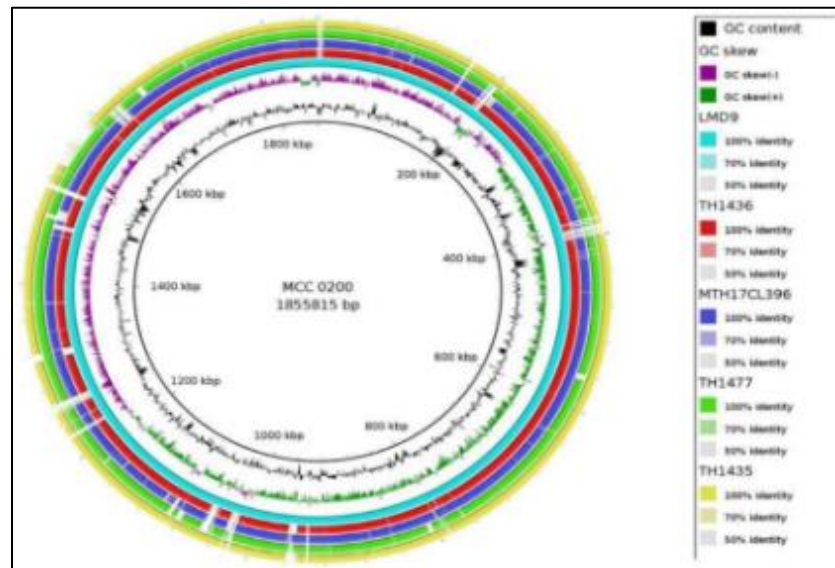 1800 kbp
200 kbp
1600 kbp
400 kbp
1400 kbp
MCC 0200
1855815 bp
600 kbp
1200 kbp
1000 kbp
800 kbp
GC content
GC skew
GC skew(-)
GC skew(+)
LMD9
100% identity
70% identity
50% identity
TH1436
100% identity
70% identity
50% identity
MTH17CL396
100% identity
70% identity
50% identity
TH1477
100% identity
70% identity
50% identity
TH1435
100% identity
70% identity
50% identity